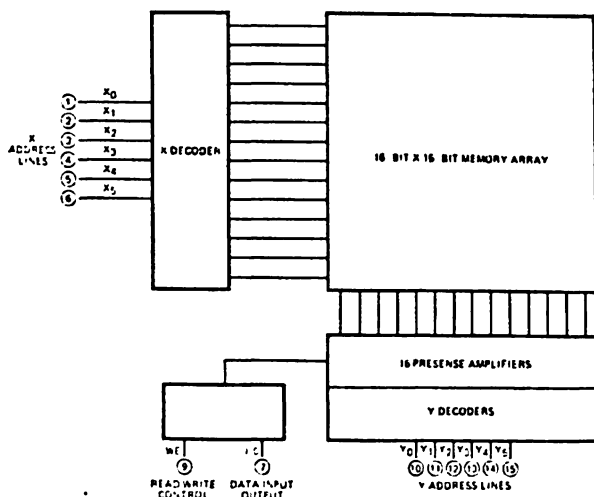 X0
1
X1
2
X2
3
X
ADDRESS
LINES
X3
4
X4
5
X5
6
X DECODER
16 BIT X 16 BIT MEMORY ARRAY
16 PRESENSE AMPLIFIERS
Y DECODERS
WE
9
7
READ WRITE
CONTROL
DATA INPUT
OUTPUT
Y0 Y1 Y2 Y3 Y4 Y5
10 11 12 13 14 15
Y ADDRESS LINES